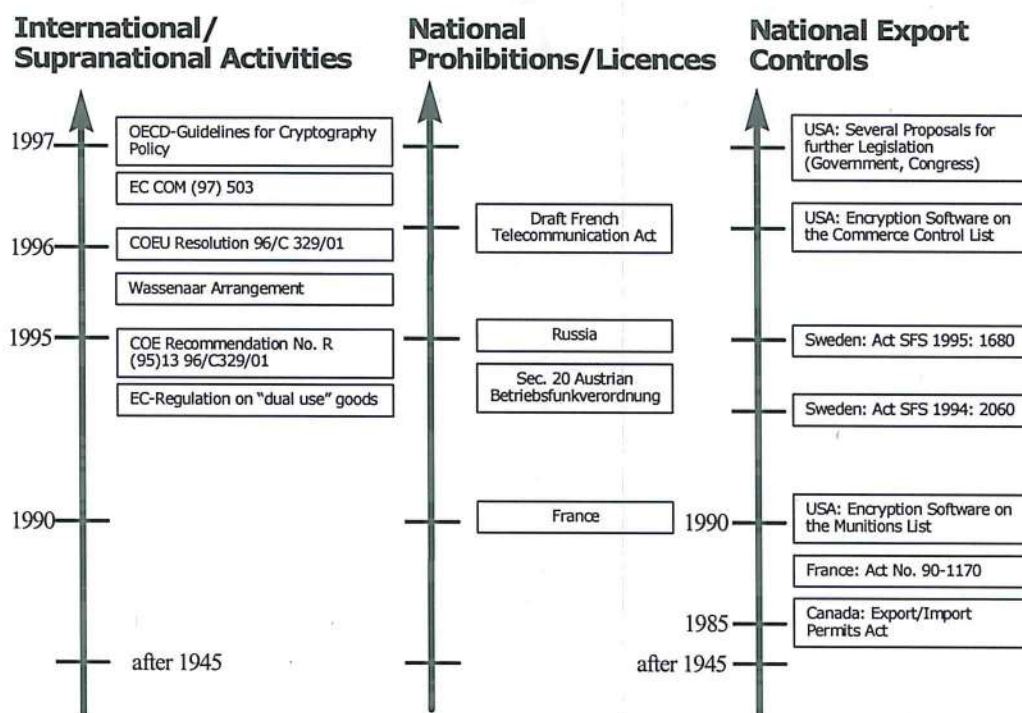 International/
Supranational Activities
1997
OECD-Guidelines for Cryptography
Policy
EC COM (97) 503
1996
COEU Resolution 96/C 329/01
Wassenaar Arrangement
1995
COE Recommendation No. R
(95)13 96/C329/01
EC-Regulation on "dual use" goods
1990
after 1945
National
Prohibitions/Licences
Draft French
Telecommunication Act
Russia
Sec. 20 Austrian
Betriebsfunkverordnung
France
National Export
Controls
USA: Several Proposals for
further Legislation
(Government, Congress)
USA: Encryption Software on
the Commerce Control List
Sweden: Act SFS 1995: 1680
Sweden: Act SFS 1994: 2060
1990
USA: Encryption Software on
the Munitions List
France: Act No. 90-1170
1985
Canada: Export/Import
Permits Act
after 1945